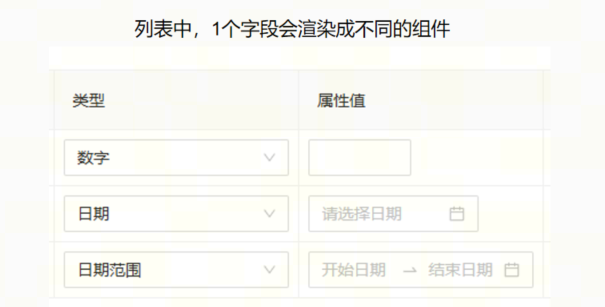 列表中，1个字段会渲染成不同的组件
类型 属性值
数字
日期 请选择日期
日期范围 开始日期 → 结束日期